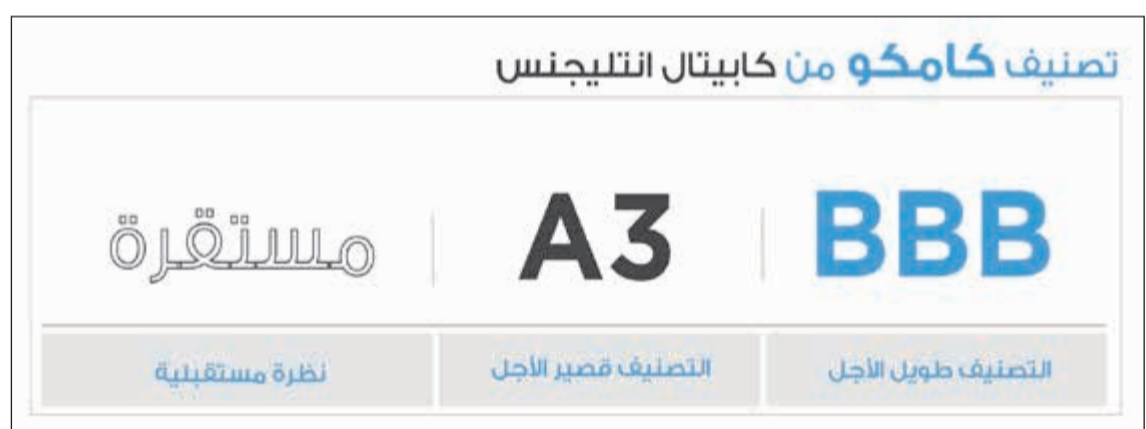 تصنيف كامكو من كابيتال انتليجنس
BBB A3 مستقرة
التصنيف طويل الأجل التصنيف قصير الأجل نظرة مستقبلية